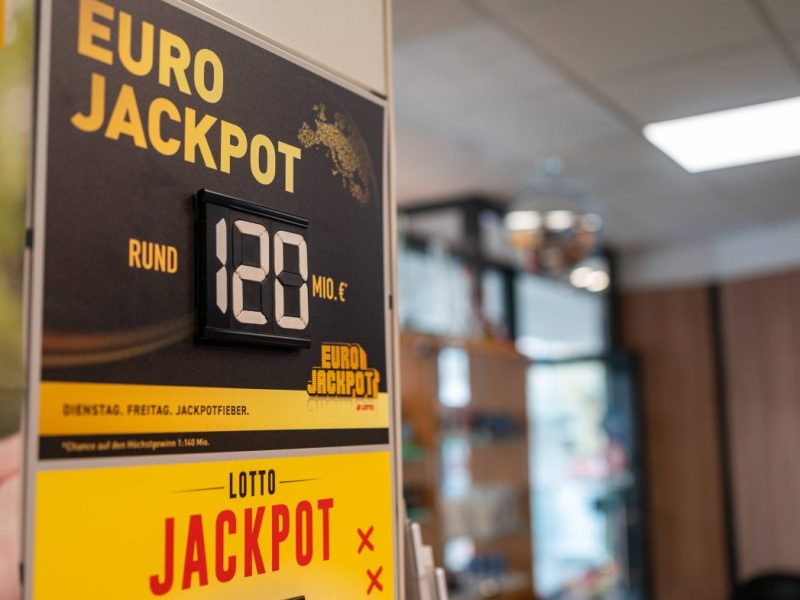 EURO
JACKPOT
RUND 120 MIO. €*
EURO
JACKPOT
LOTTO
DIENSTAG. FREITAG. JACKPOTFIEBER.
*Chance auf den Höchstgewinn 1:140 Mio.
LOTTO
JACKPOT